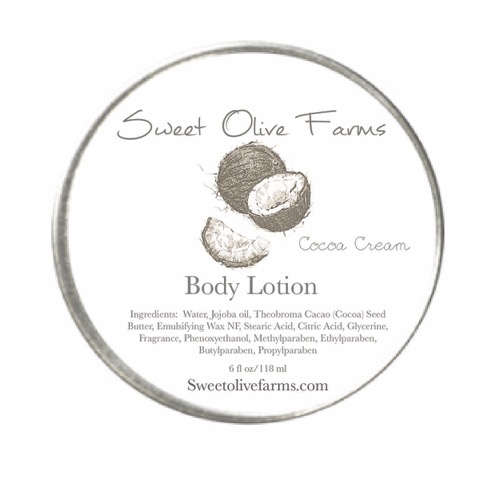 Sweet Olive Farms
Cocoa Cream
Body Lotion
Ingredients: Water, Jojoba oil, Theobroma Cacao (Cocoa) Seed
Butter, Emulsifying Wax NF, Stearic Acid, Citric Acid, Glycerine,
Fragrance, Phenoxyethanol, Methylparaben, Ethylparaben,
Butylparaben, Propylparaben
6 fl oz/118 ml
Sweetolivefarms.com